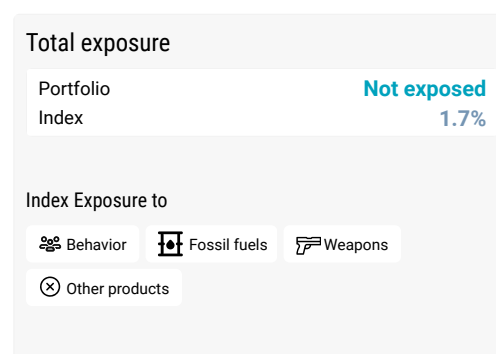 Total exposure
Portfolio Not exposed
Index 1.7%
Index Exposure to
Behavior Fossil fuels Weapons
Other products